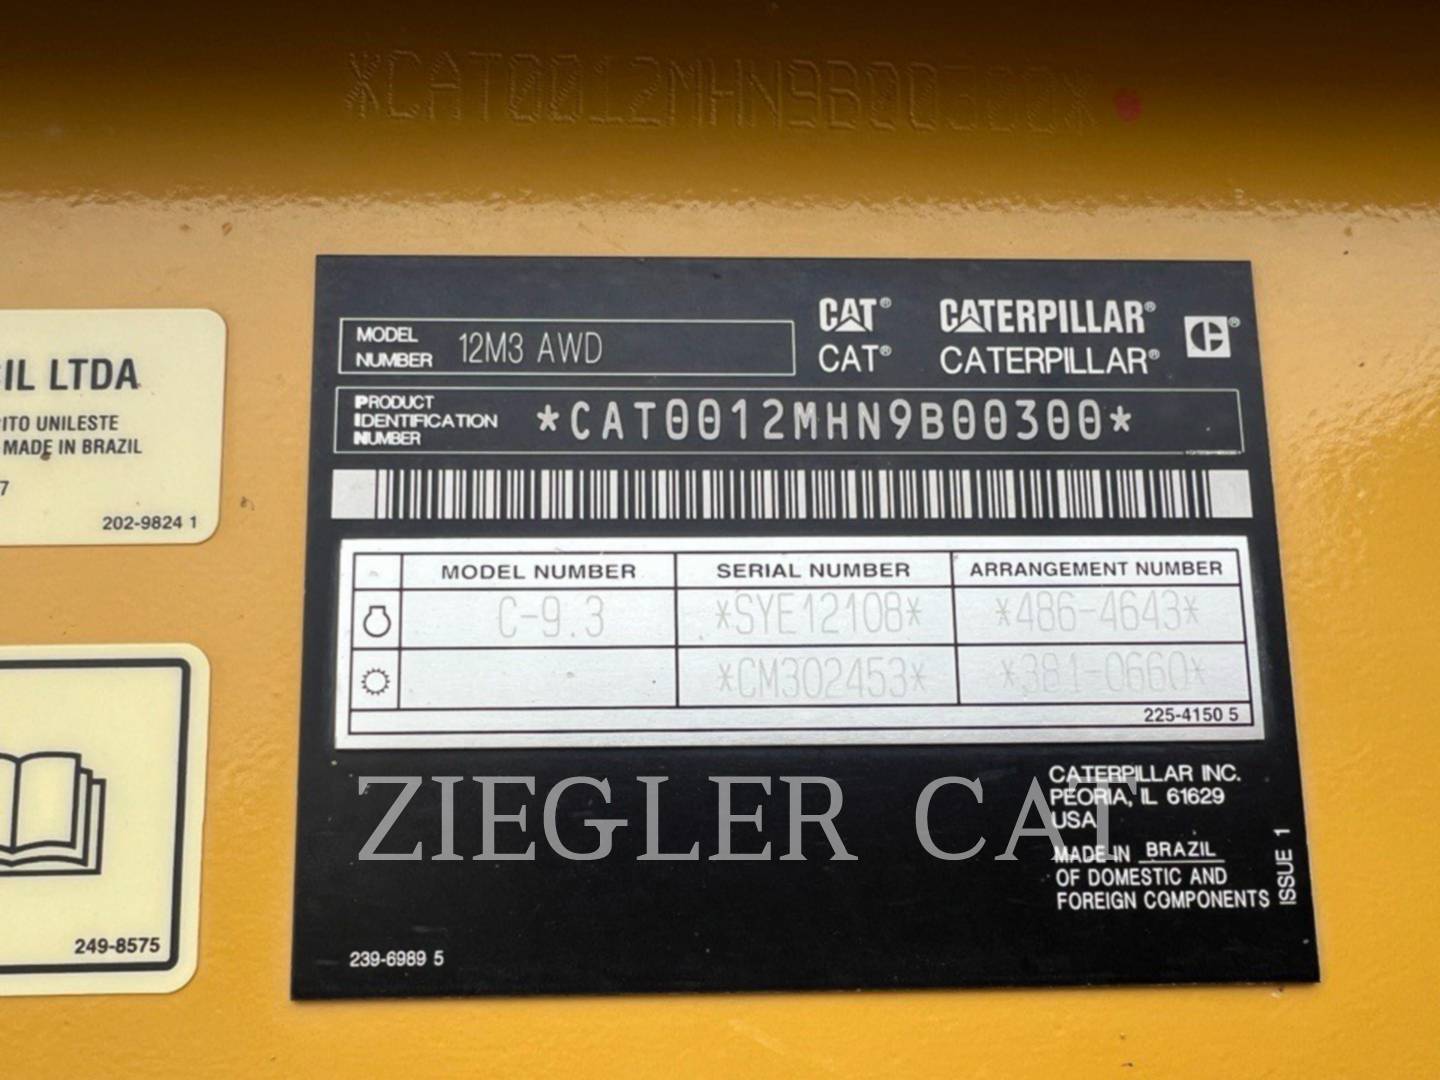 *CAT0012MHN9B00300*
CAT® CATERPILLAR®
CAT® CATERPILLAR®
MODEL NUMBER 12M3 AWD
PRODUCT IDENTIFICATION NUMBER *CAT0012MHN9B00300*
MODEL NUMBER SERIAL NUMBER ARRANGEMENT NUMBER
C-9.3 *SYE12108* *486-4643*
*CM302453* *381-0660*
225-4150 5
ZIEGLER CAT
CATERPILLAR INC.
PEORIA, IL 61629
USA
MADE IN BRAZIL
OF DOMESTIC AND
FOREIGN COMPONENTS
ISSUE 1
239-6989 5
IL LTDA
ITO UNILESTE
MADE IN BRAZIL
7
202-9824 1
249-8575